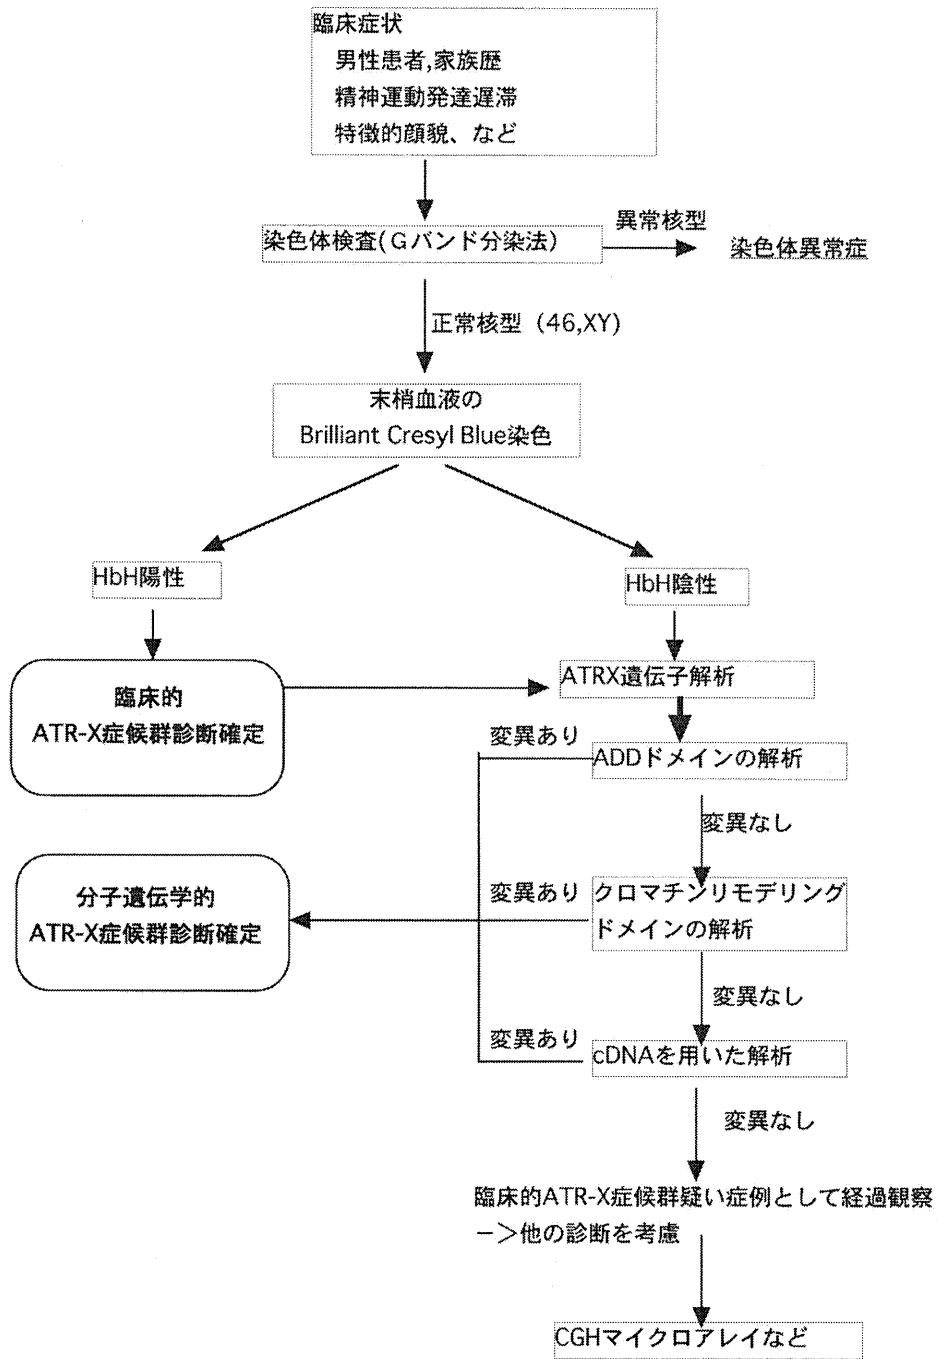 臨床症状
男性患者,家族歴
精神運動発達遅滞
特徴的顔貌、など
染色体検査(Gバンド分染法)
異常核型
染色体異常症
正常核型(46,XY)
末梢血液の
Brilliant Cresyl Blue染色
HbH陽性
HbH陰性
臨床的
ATR-X症候群診断確定
ATRX遺伝子解析
変異あり
ADDドメインの解析
変異なし
分子遺伝学的
ATR-X症候群診断確定
変異あり
クロマチンリモデリング
ドメインの解析
変異なし
変異あり
cDNAを用いた解析
変異なし
臨床的ATR-X症候群疑い症例として経過観察
ー>他の診断を考慮
CGHマイクロアレイなど